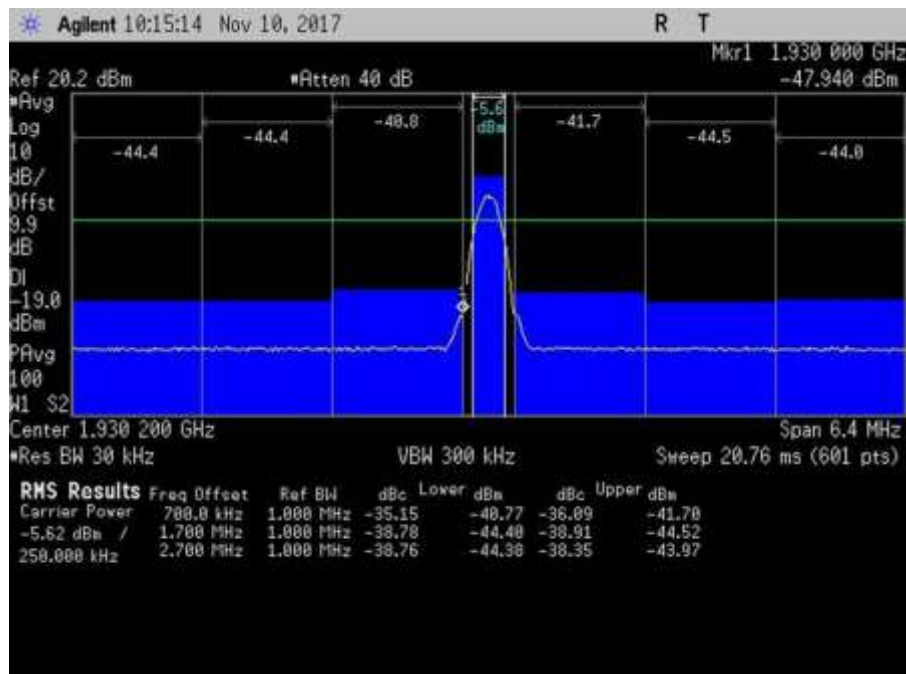 Agilent 10:15:14 Nov 10, 2017 R T
Mkr1 1.930 000 GHz
Ref 20.2 dBm #Atten 40 dB -47.940 dBm
#Avg
Log
10
dB/
Offst
9.9
dB
DI
-19.0
dBm
PAvg
100
W1 S2
-44.4 -44.4 -40.8 -5.6 dBm -41.7 -44.5 -44.0
1
Center 1.930 200 GHz Span 6.4 MHz
#Res BW 30 kHz VBW 300 kHz Sweep 20.76 ms (601 pts)
RMS Results Freq Offset Ref BW dBc Lower dBm dBc Upper dBm
Carrier Power 700.0 kHz 1.000 MHz -35.15 -40.77 -36.09 -41.70
-5.62 dBm / 1.700 MHz 1.000 MHz -38.78 -44.40 -38.91 -44.52
250.000 kHz 2.700 MHz 1.000 MHz -38.76 -44.38 -38.35 -43.97